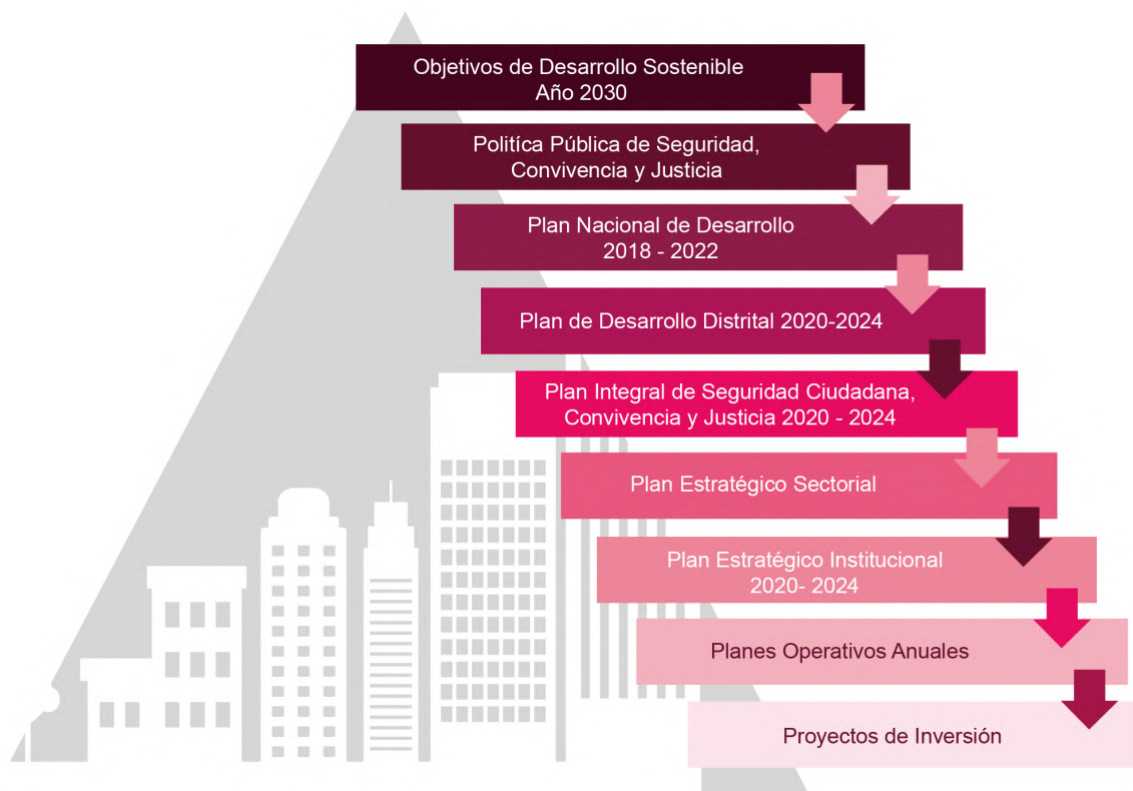 Objetivos de Desarrollo Sostenible
Año 2030
Politíca Pública de Seguridad,
Convivencia y Justicia
Plan Nacional de Desarrollo
2018 - 2022
Plan de Desarrollo Distrital 2020-2024
Plan Integral de Seguridad Ciudadana,
Convivencia y Justicia 2020 - 2024
Plan Estratégico Sectorial
Plan Estratégico Institucional
2020- 2024
Planes Operativos Anuales
Proyectos de Inversión